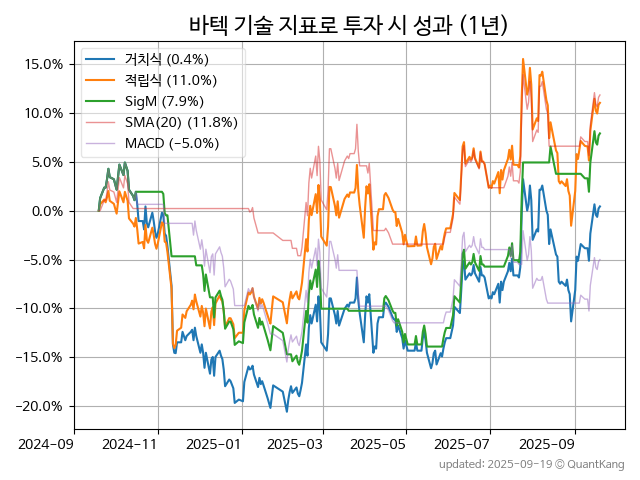 바텍 기술 지표로 투자 시 성과 (1년)
거치식 (0.4%)
적립식 (11.0%)
SigM (7.9%)
SMA(20) (11.8%)
MACD (−5.0%)
15.0%
10.0%
5.0%
0.0%
−5.0%
−10.0%
−15.0%
−20.0%
2024-09 2024-11 2025-01 2025-03 2025-05 2025-07 2025-09
updated: 2025-09-19 © QuantKang